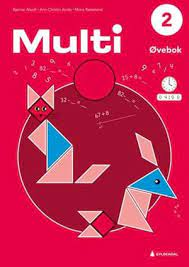 Bjørnar Alseth · Ann-Christin Arnås · Mona Røsseland
2
Multi
Øvebok
67 + 8
GYLDENDAL